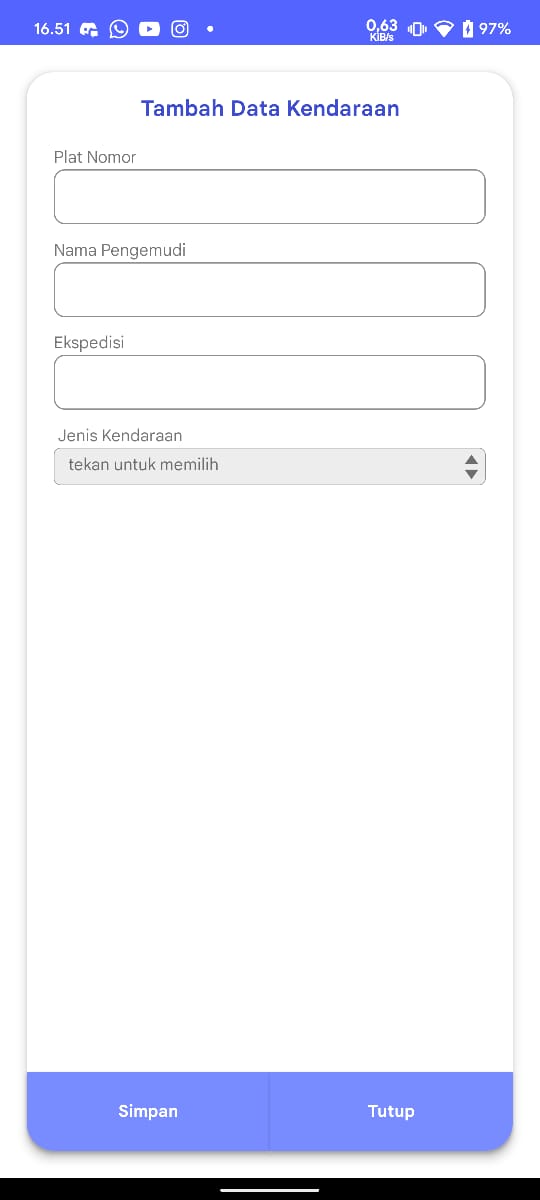 16.51 0,63 KiB/s 97%
Tambah Data Kendaraan
Plat Nomor
Nama Pengemudi
Ekspedisi
Jenis Kendaraan
tekan untuk memilih
Simpan Tutup